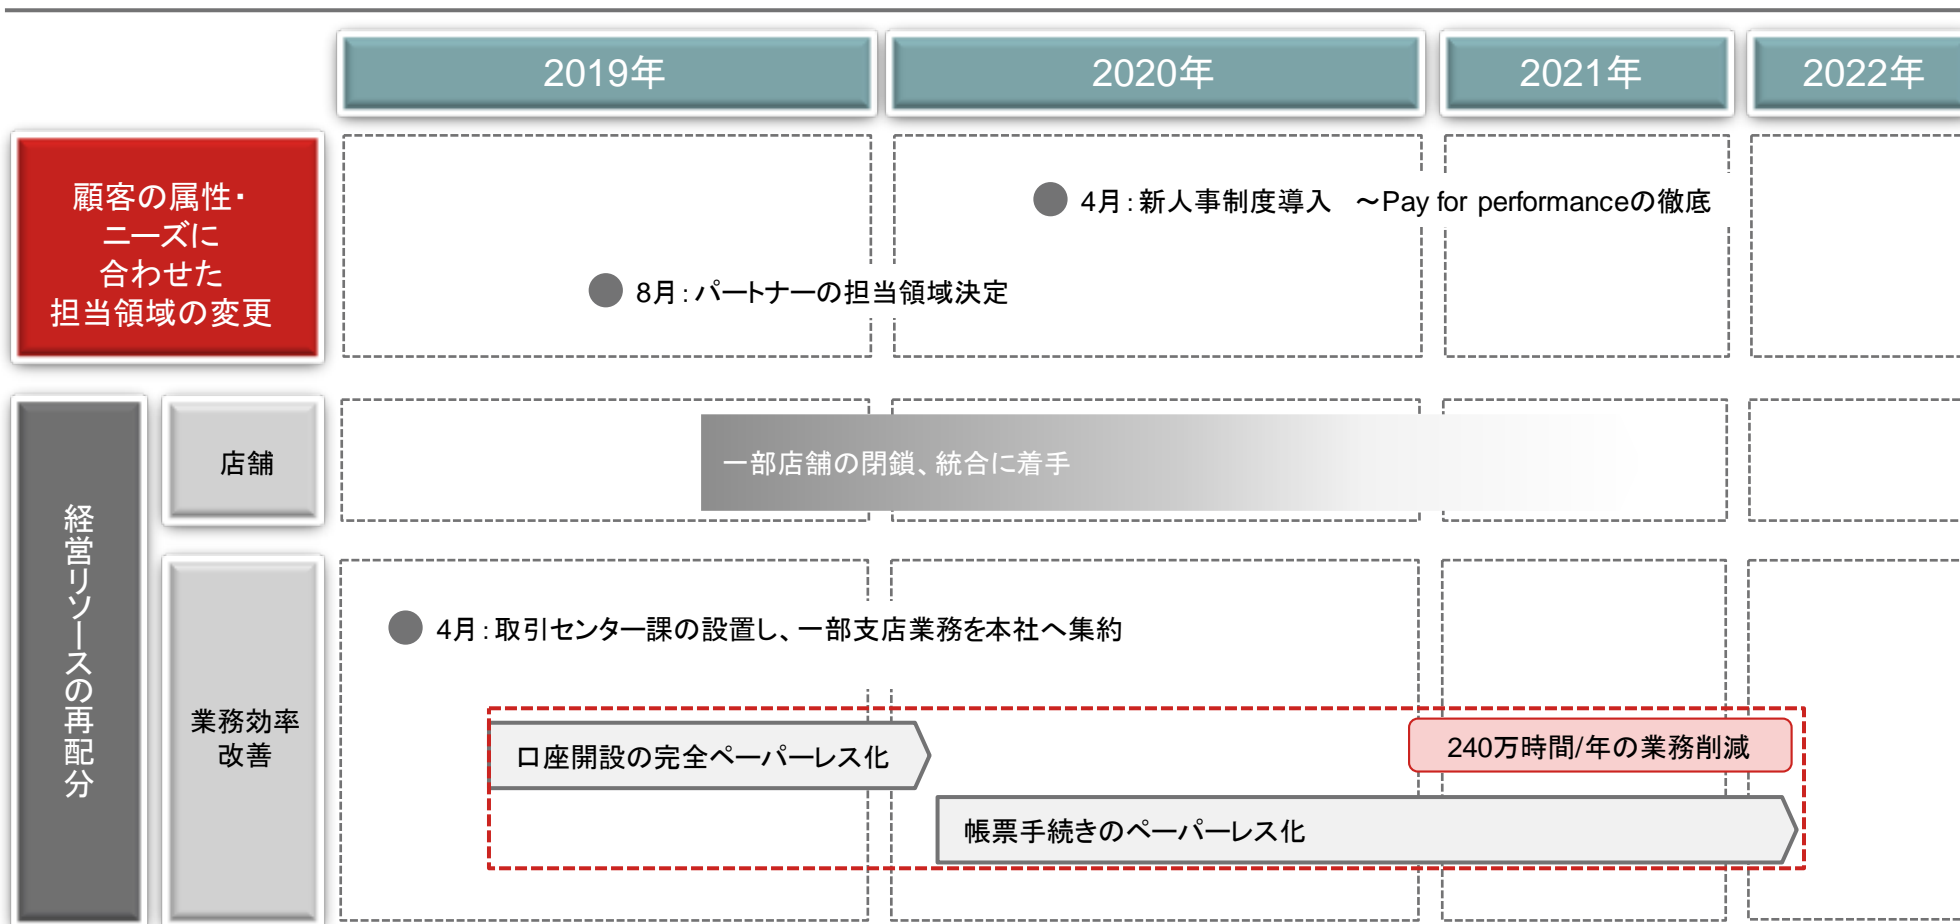 2019年
2020年
2021年
2022年
顧客の属性・
ニーズに
合わせた
担当領域の変更
4月：新人事制度導入　～Pay for performanceの徹底
8月：パートナーの担当領域決定
経営リソースの再配分
店舗
一部店舗の閉鎖、統合に着手
業務効率
改善
4月：取引センター課の設置し、一部支店業務を本社へ集約
口座開設の完全ペーパーレス化
240万時間/年の業務削減
帳票手続きのペーパーレス化